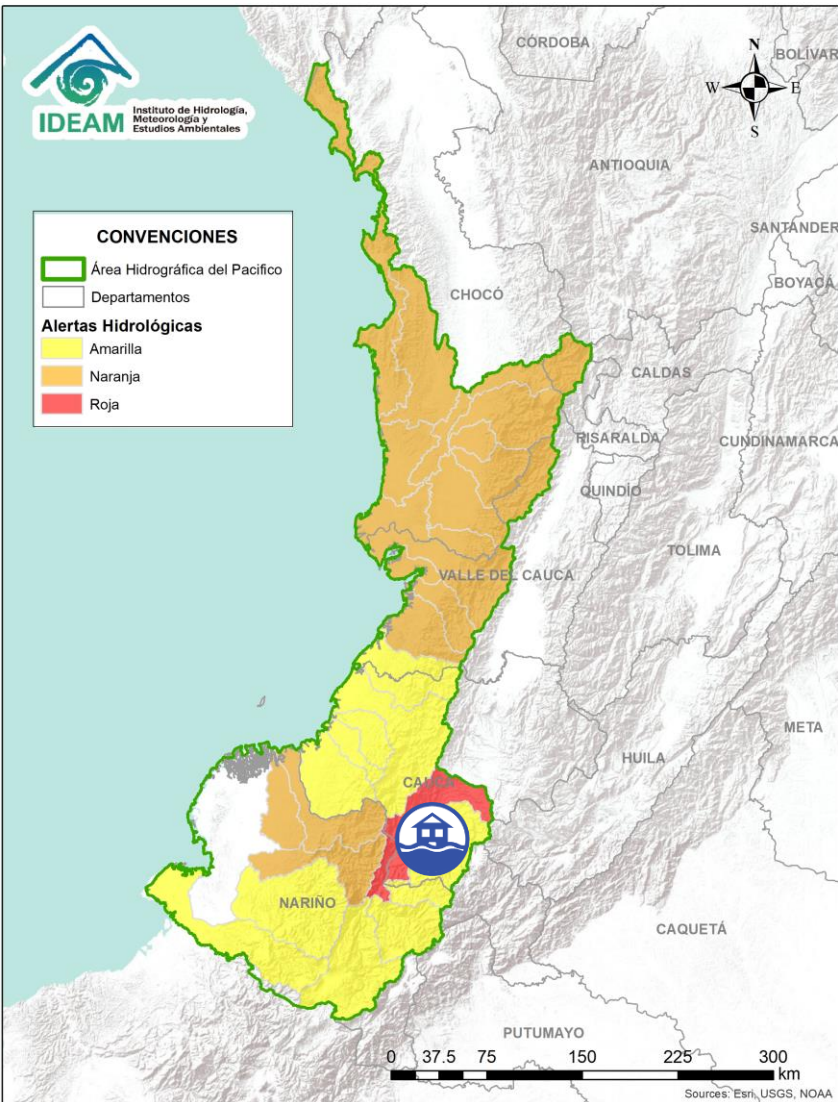 IDEAM
Instituto de Hidrología,
Meteorología y
Estudios Ambientales
N
W
E
S
CONVENCIONES
Área Hidrográfica del Pacifico
Departamentos
Alertas Hidrológicas
Amarilla
Naranja
Roja
CÓRDOBA
BOLÍVAR
ANTIOQUIA
SANTANDER
BOYACÁ
CHOCÓ
CALDAS
RISARALDA
CUNDINAMARCA
QUINDÍO
TOLIMA
VALLE DEL CAUCA
META
HUILA
CAUCA
NARIÑO
CAQUETÁ
PUTUMAYO
0 37.5 75 150 225 300
km
Sources: Esri, USGS, NOAA